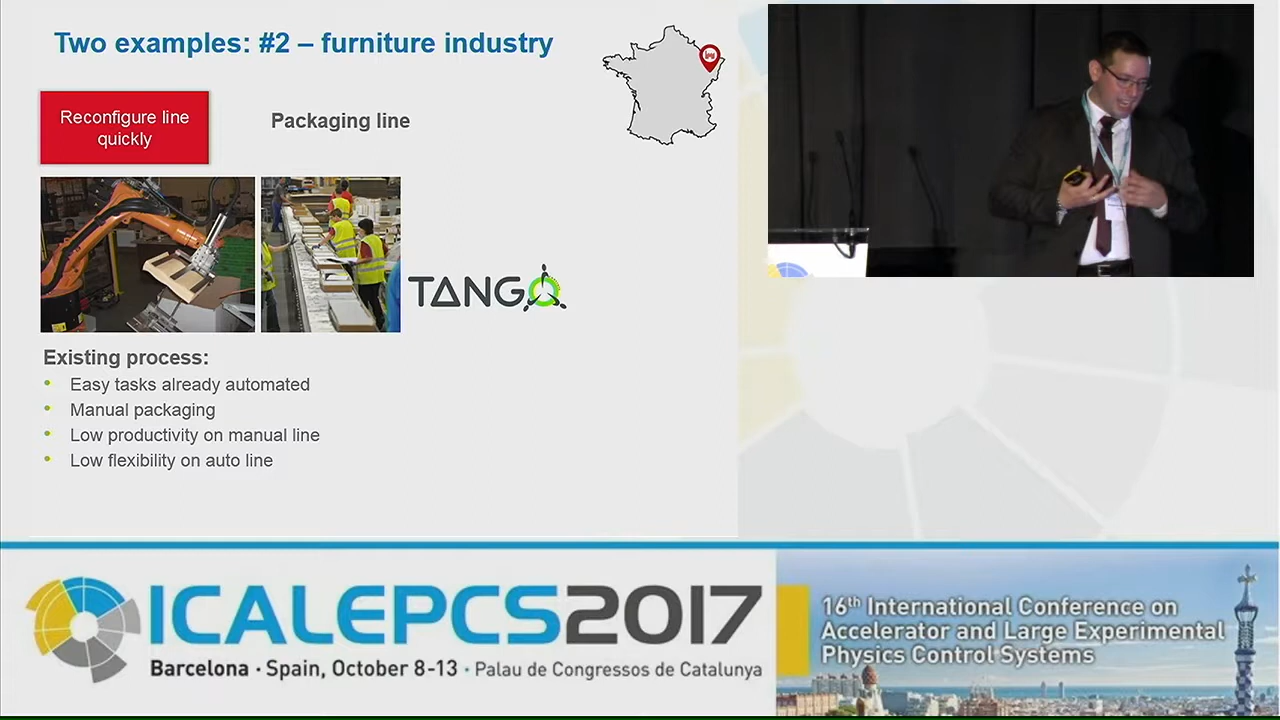 Two examples: #2 – furniture industry
Reconfigure line
quickly
Packaging line
TANGO
Existing process:
• Easy tasks already automated
• Manual packaging
• Low productivity on manual line
• Low flexibility on auto line
ICALEPCS2017
Barcelona · Spain, October 8-13 · Palau de Congressos de Catalunya
16th International Conference on
Accelerator and Large Experimental
Physics Control Systems